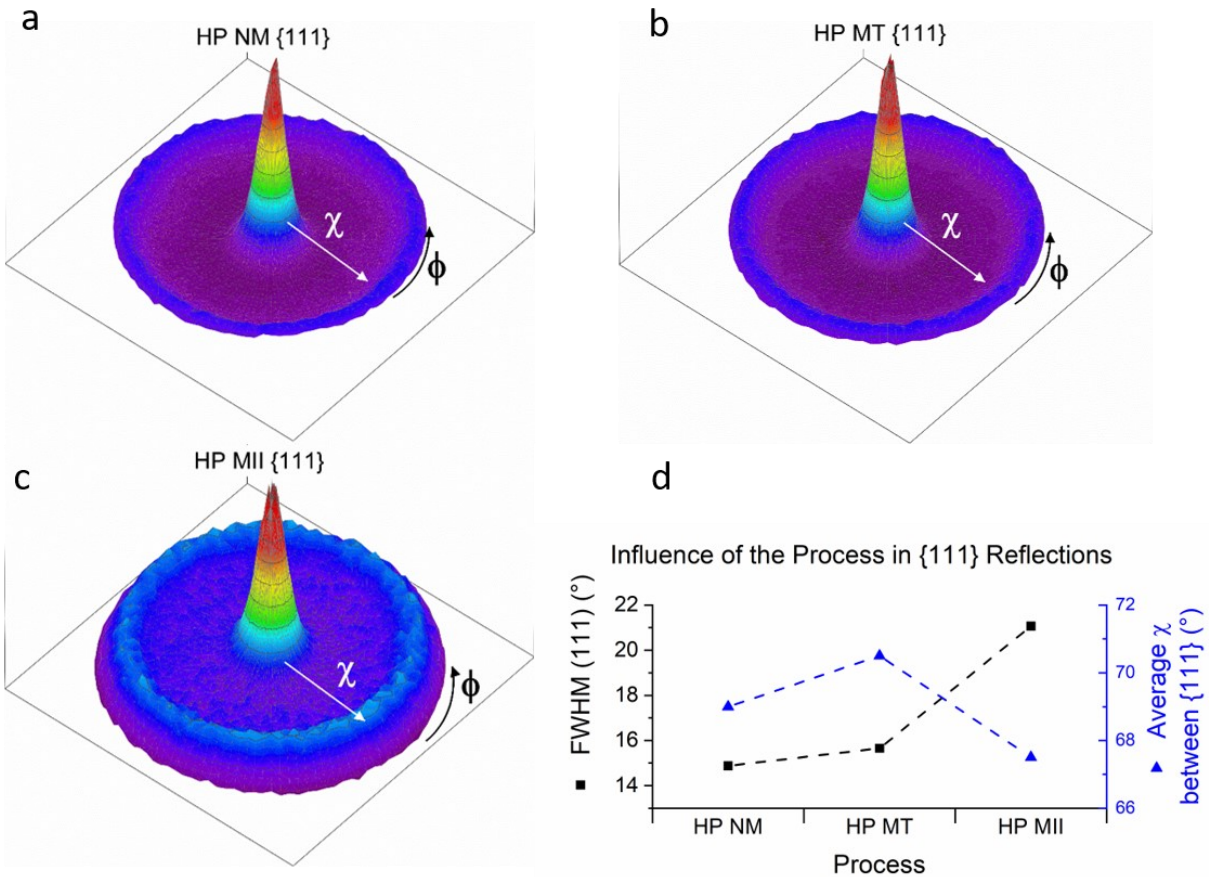 a
HP NM {111}
χ
ϕ
b
HP MT {111}
χ
ϕ
c
HP MII {111}
χ
ϕ
d
Influence of the Process in {111} Reflections
■ FWHM (111) (°)
22
20
18
16
14
72
70
68
66
▲ Average χ
between {111} (°)
HP NM
HP MT
HP MII
Process